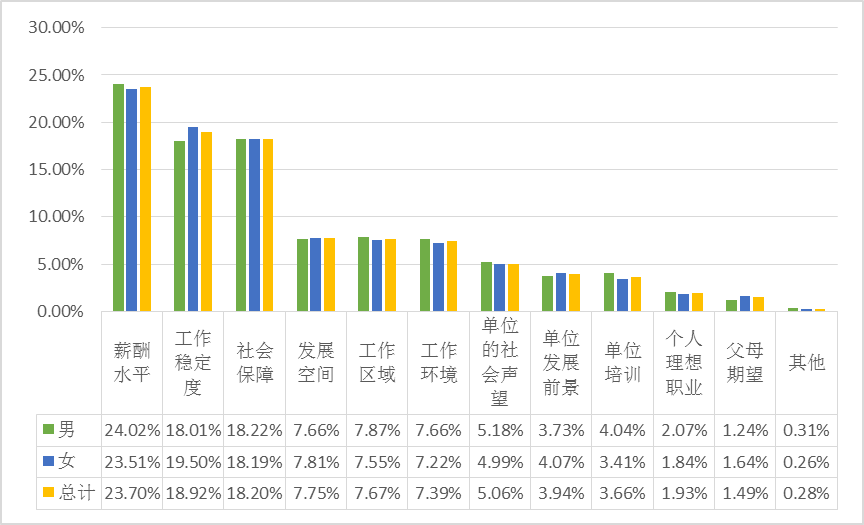 30.00%
25.00%
20.00%
15.00%
10.00%
5.00%
0.00%
薪酬
水平
工作
稳定
度
社会
保障
发展
空间
工作
区域
工作
环境
单位
的社
会声
望
单位
发展
前景
单位
培训
个人
理想
职业
父母
期望
其他
男 24.02% 18.01% 18.22% 7.66% 7.87% 7.66% 5.18% 3.73% 4.04% 2.07% 1.24% 0.31%
女 23.51% 19.50% 18.19% 7.81% 7.55% 7.22% 4.99% 4.07% 3.41% 1.84% 1.64% 0.26%
总计 23.70% 18.92% 18.20% 7.75% 7.67% 7.39% 5.06% 3.94% 3.66% 1.93% 1.49% 0.28%